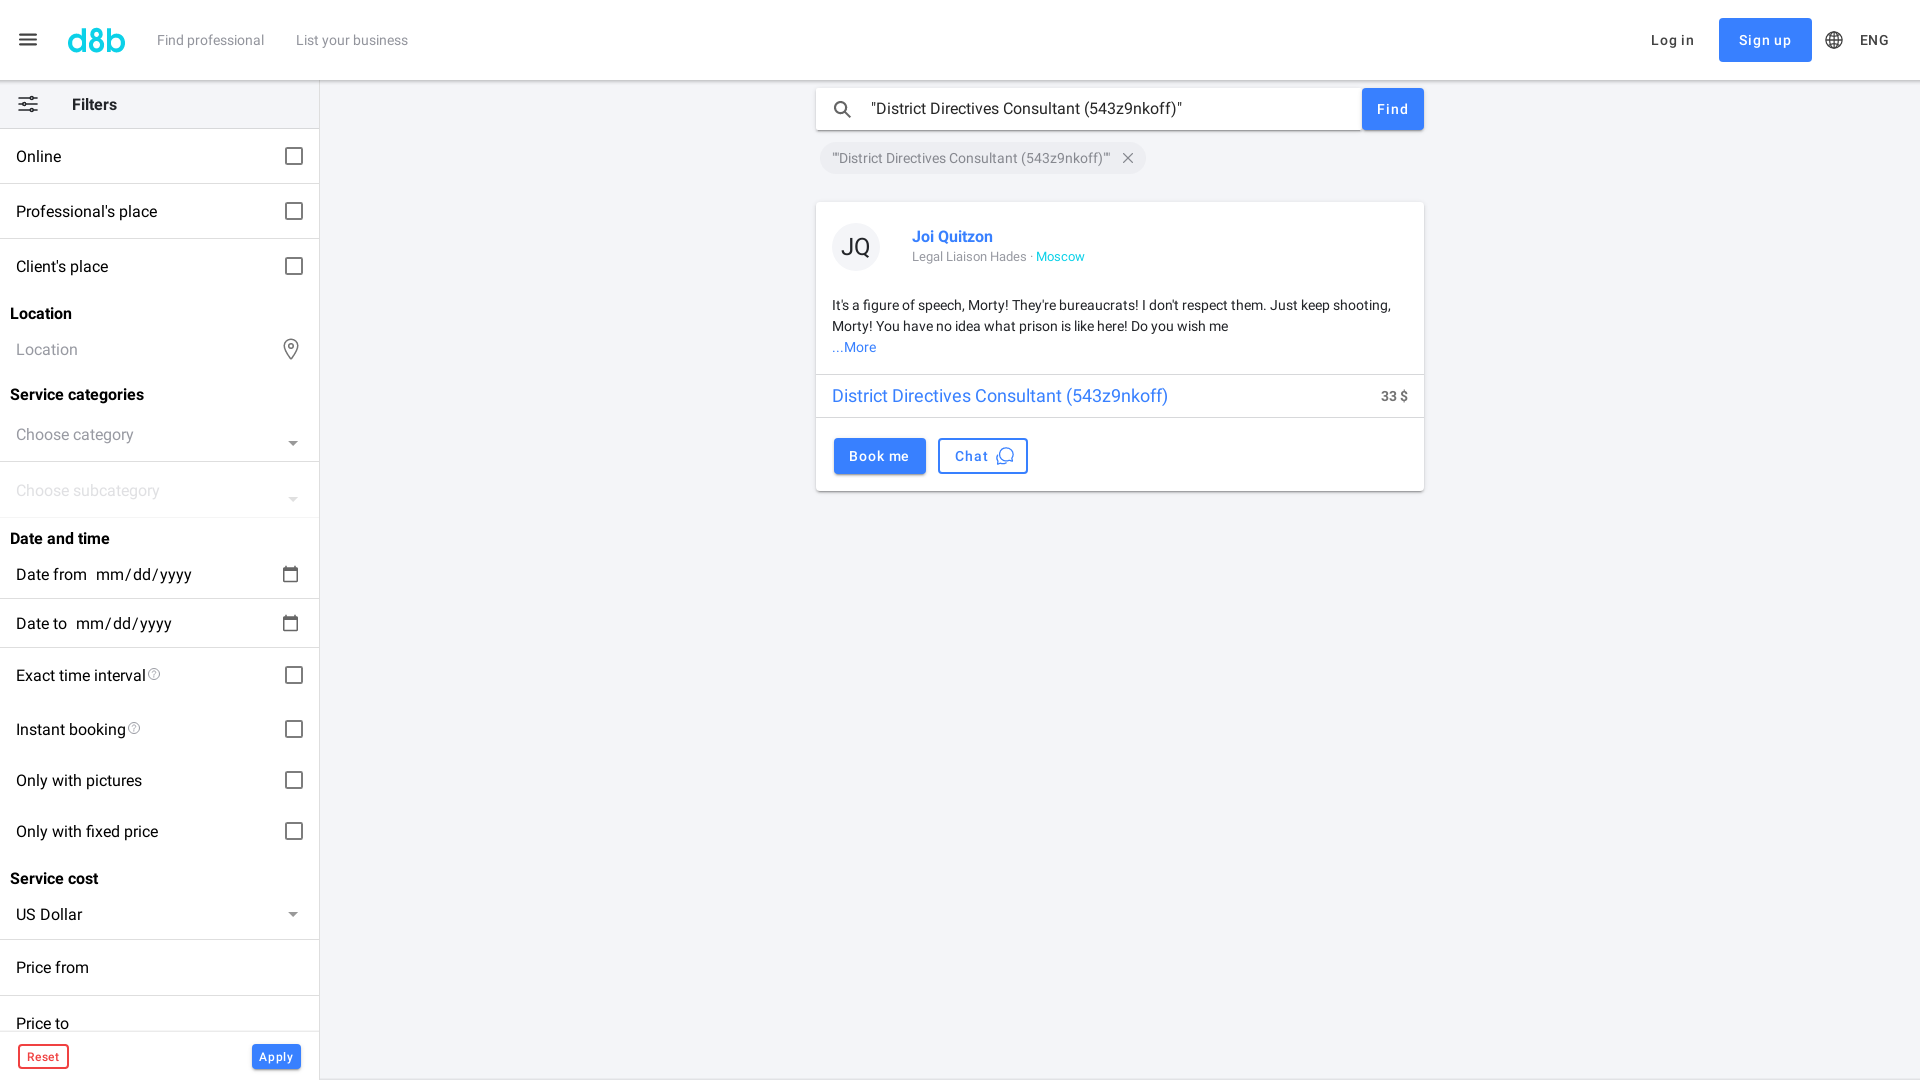 d8b
Find professional
List your business
Log in
Sign up
ENG
Filters
Online
Professional's place
Client's place
Location
Location
Service categories
Choose category
Choose subcategory
Date and time
Date from mm/dd/yyyy
Date to mm/dd/yyyy
Exact time interval
Instant booking
Only with pictures
Only with fixed price
Service cost
US Dollar
Price from
Price to
Reset
Apply
"District Directives Consultant (543z9nkoff)"
Find
""District Directives Consultant (543z9nkoff)""
JQ
Joi Quitzon
Legal Liaison Hades · Moscow
It's a figure of speech, Morty! They're bureaucrats! I don't respect them. Just keep shooting,
Morty! You have no idea what prison is like here! Do you wish me
...More
District Directives Consultant (543z9nkoff)
33 $
Book me
Chat